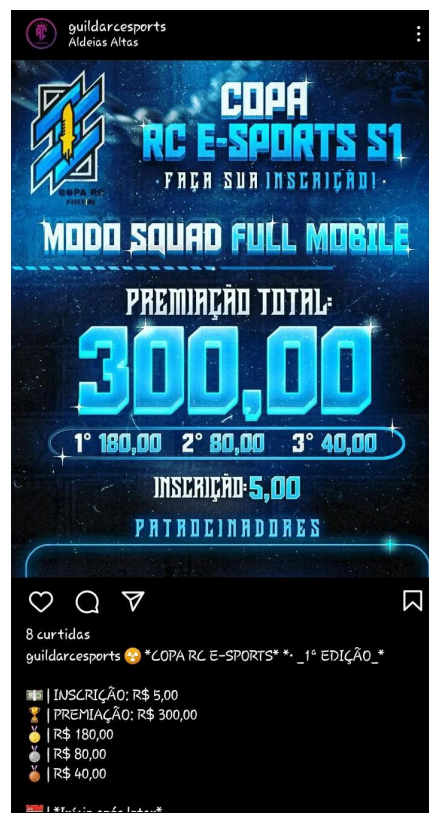 guildarcesports
Aldeias Altas
COPA
RC E-SPORTS S1
• FAÇA SUA INSCRIÇÃO! •
COPA RC
FREEFIRE
MODO SQUAD FULL MOBILE
PREMIAÇÃO TOTAL:
300,00
1° 180,00 2° 80,00 3° 40,00
INSCRIÇÃO: 5,00
PATROCINADORES
8 curtidas
guildarcesports ☢️ *COPA RC E-SPORTS* *• _1ª EDIÇÃO_*
💵 | INSCRIÇÃO: R$ 5,00
🏆 | PREMIAÇÃO: R$ 300,00
🥇 | R$ 180,00
🥈 | R$ 80,00
🥉 | R$ 40,00